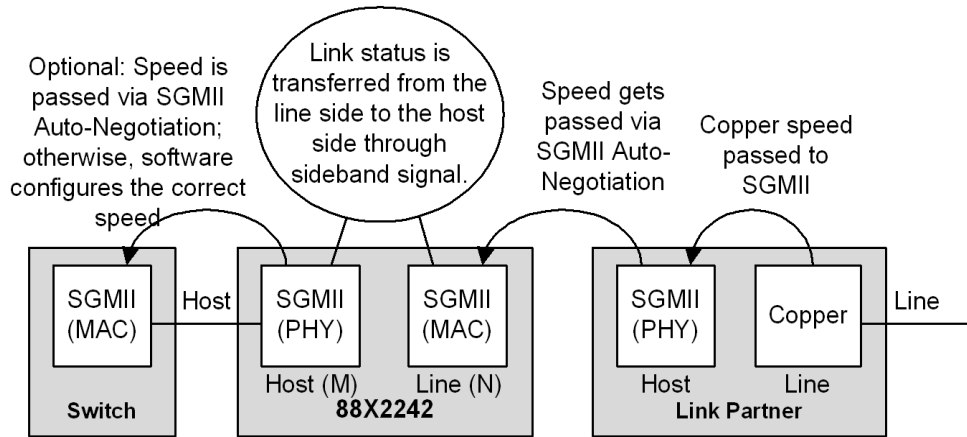 Optional: Speed is
passed via SGMII
Auto-Negotiation;
otherwise, software
configures the correct
speed
Link status is
transferred from the
line side to the host
side through
sideband signal.
Speed gets
passed via
SGMII Auto-
Negotiation
Copper speed
passed to
SGMII
SGMII
(MAC)
Host
SGMII
(PHY)
SGMII
(MAC)
SGMII
(PHY)
Copper
Line
Host (M)
Line (N)
Host
Line
Switch
88X2242
Link Partner